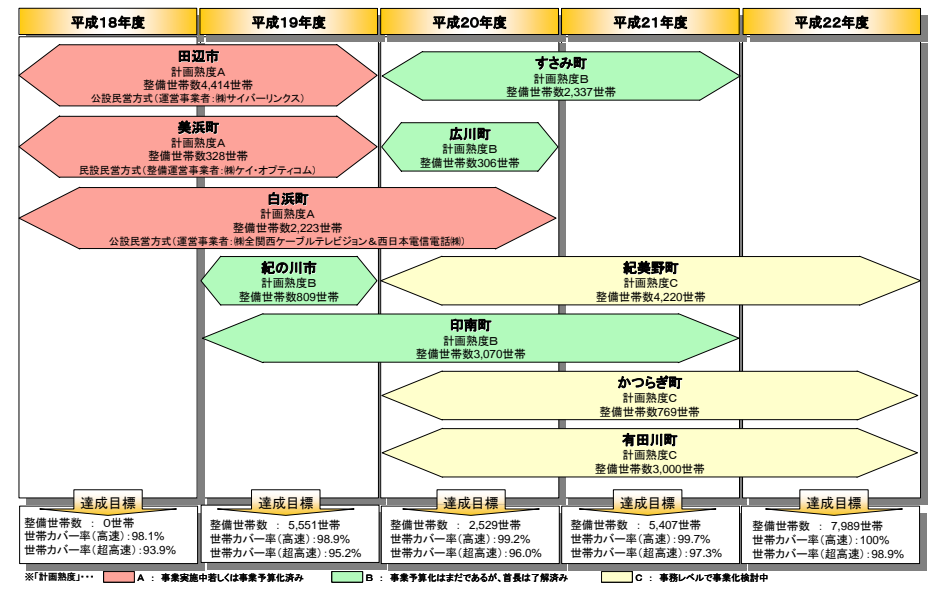 平成18年度
平成19年度
平成20年度
平成21年度
平成22年度
田辺市
計画熟度A
整備世帯数4,414世帯
公設民営方式(運営事業者:㈱サイバーリンクス)
すさみ町
計画熟度B
整備世帯数2,337世帯
美浜町
計画熟度A
整備世帯数328世帯
民設民営方式(整備運営事業者:㈱ケイ・オプティコム)
広川町
計画熟度B
整備世帯数306世帯
白浜町
計画熟度A
整備世帯数2,223世帯
公設民営方式(運営事業者:㈱全関西ケーブルテレビジョン&西日本電信電話㈱)
紀の川市
計画熟度B
整備世帯数809世帯
紀美野町
計画熟度C
整備世帯数4,220世帯
印南町
計画熟度B
整備世帯数3,070世帯
かつらぎ町
計画熟度C
整備世帯数769世帯
有田川町
計画熟度C
整備世帯数3,000世帯
達成目標
整備世帯数 : 0世帯
世帯カバー率(高速):98.1%
世帯カバー率(超高速):93.9%
達成目標
整備世帯数 : 5,551世帯
世帯カバー率(高速):98.9%
世帯カバー率(超高速):95.2%
達成目標
整備世帯数 : 2,529世帯
世帯カバー率(高速):99.2%
世帯カバー率(超高速):96.0%
達成目標
整備世帯数 : 5,407世帯
世帯カバー率(高速):99.7%
世帯カバー率(超高速):97.3%
達成目標
整備世帯数 : 7,989世帯
世帯カバー率(高速):100%
世帯カバー率(超高速):98.9%
※「計画熟度」・・・ A : 事業実施中若しくは事業予算化済み B : 事業予算化はまだであるが、首長は了解済み C : 事務レベルで事業化検討中